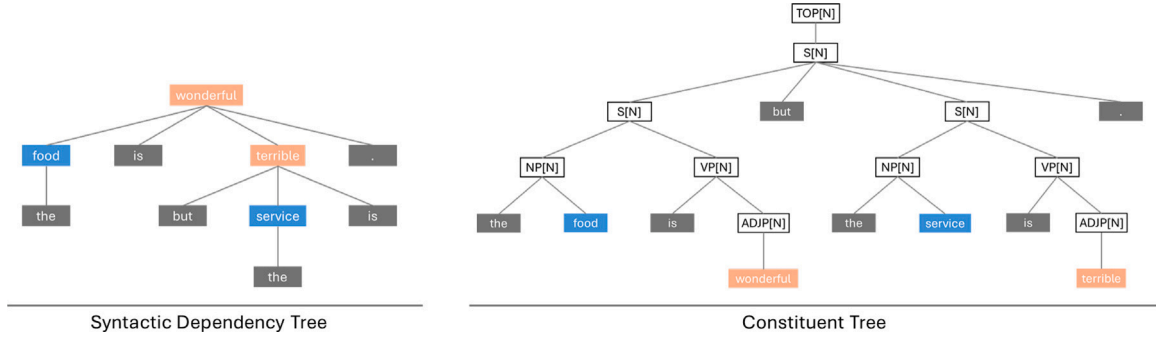 wonderful
food is terrible .
the but service is
the
Syntactic Dependency Tree
TOP[N]
S[N]
S[N] but S[N] .
NP[N] VP[N] NP[N] VP[N]
the food is ADJP[N] the service is ADJP[N]
wonderful terrible
Constituent Tree